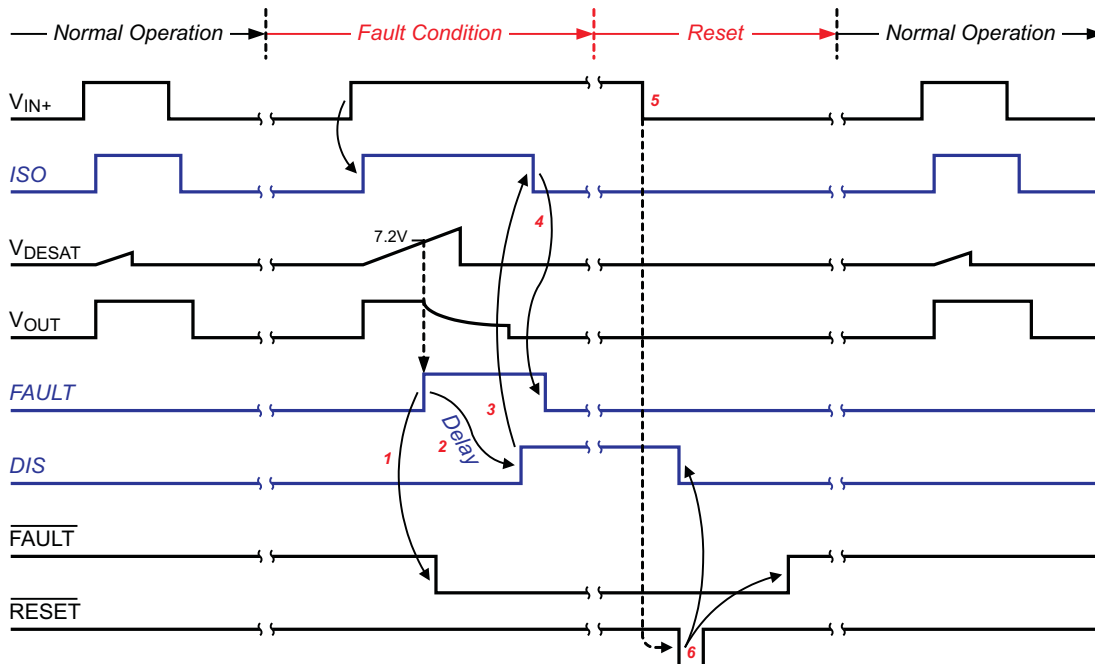 Normal Operation Fault Condition Reset Normal Operation
VIN+
5
ISO
4
VDESAT
7.2V
VOUT
FAULT
3
Delay
2
1
DIS
FAULT
RESET
6